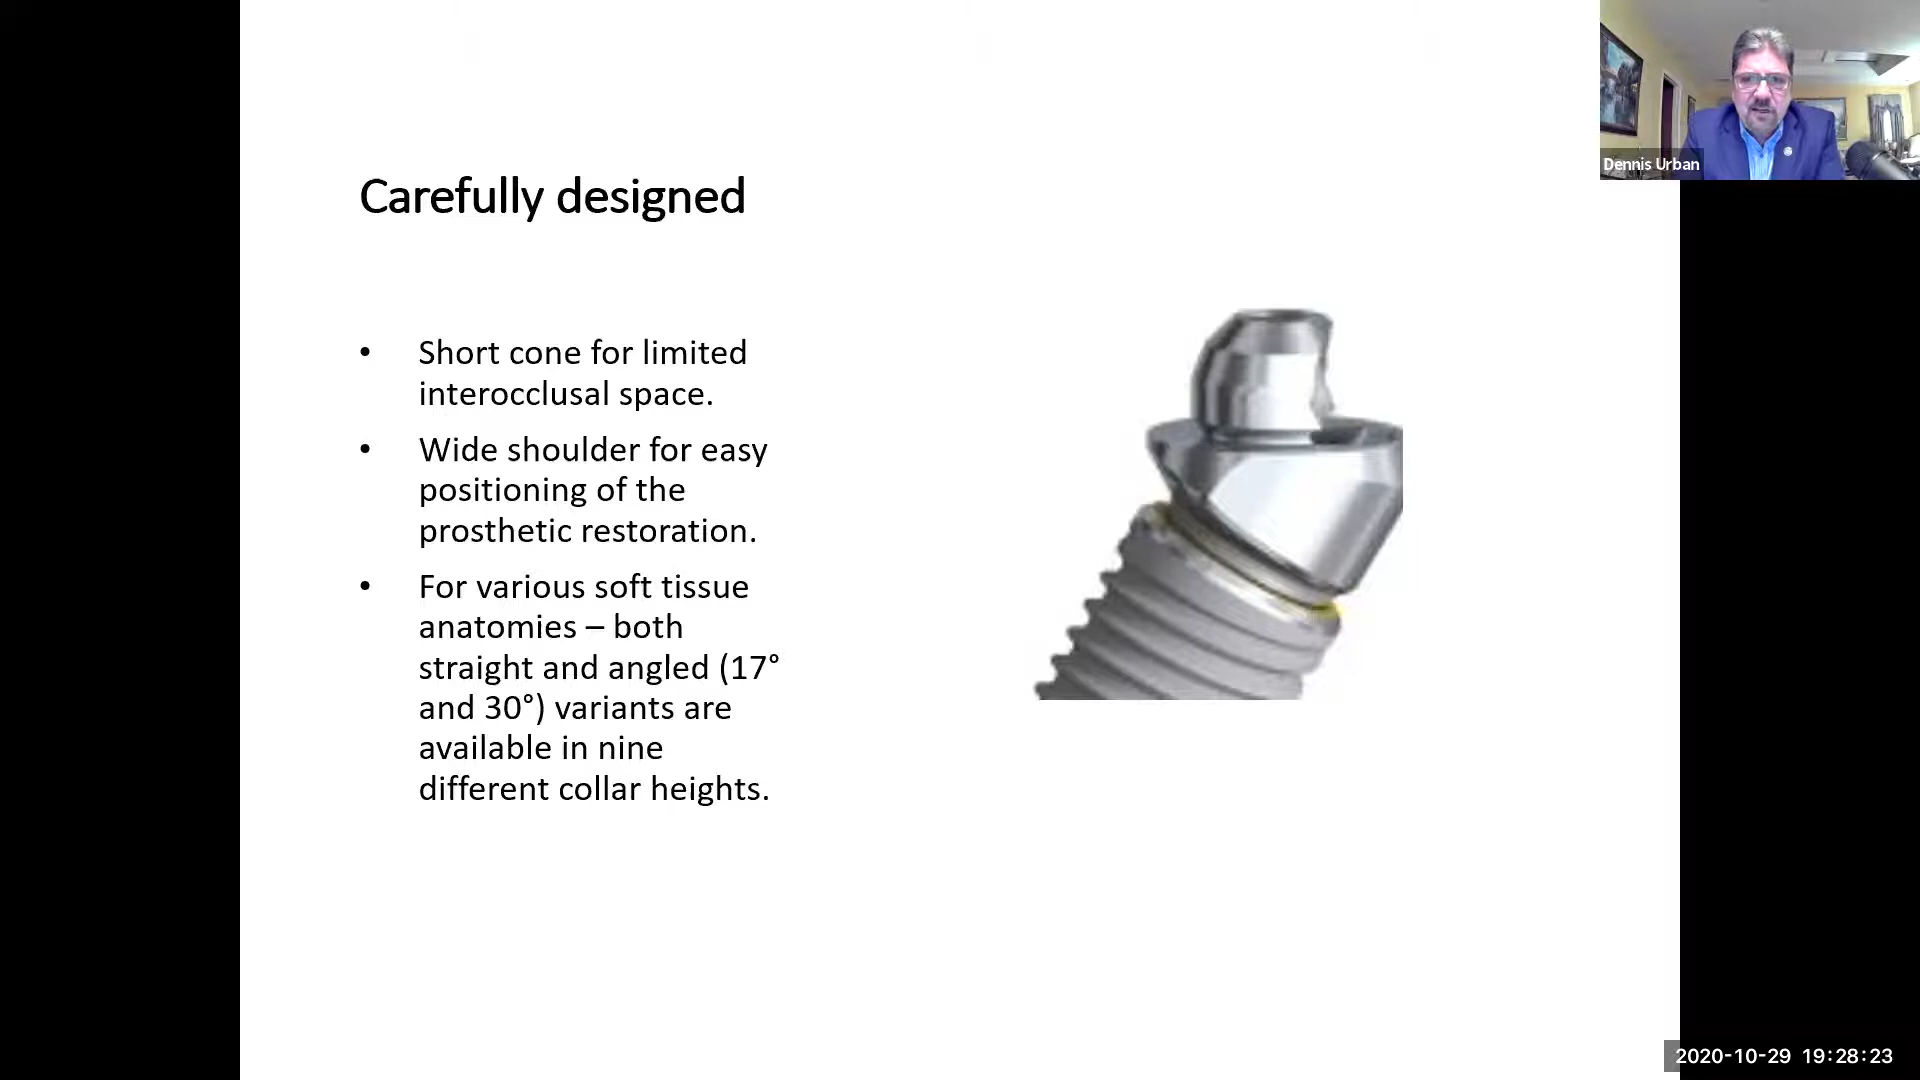 Dennis Urban
Carefully designed
• Short cone for limited
interocclusal space.
• Wide shoulder for easy
positioning of the
prosthetic restoration.
• For various soft tissue
anatomies – both
straight and angled (17°
and 30°) variants are
available in nine
different collar heights.
2020-10-29 19:28:23